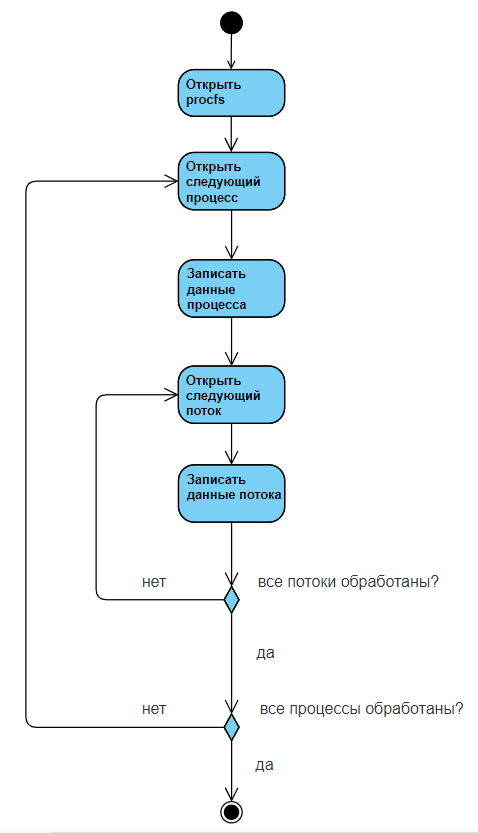 Открыть
procfs
Открыть
следующий
процесс
Записать
данные
процесса
Открыть
следующий
поток
Записать
данные потока
нет
все потоки обработаны?
да
нет
все процессы обработаны?
да